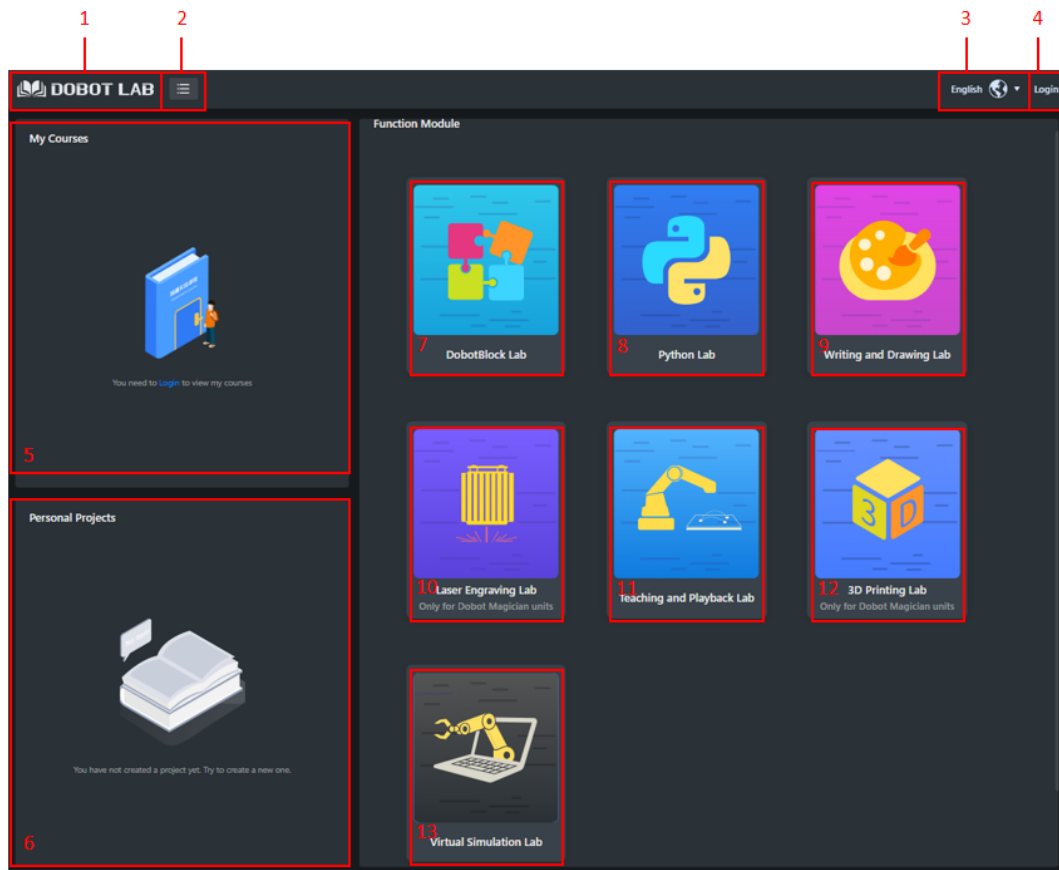 1 2 3 4
DOBOT LAB English Login
My Courses
You need to Login to view my courses
5
Personal Projects
You have not created a project yet. Try to create a new one.
6
Function Module
7 DobotBlock Lab
8 Python Lab
9 Writing and Drawing Lab
10 Laser Engraving Lab
Only for Dobot Magician units
11 Teaching and Playback Lab
12 3D Printing Lab
Only for Dobot Magician units
3 D
13 Virtual Simulation Lab